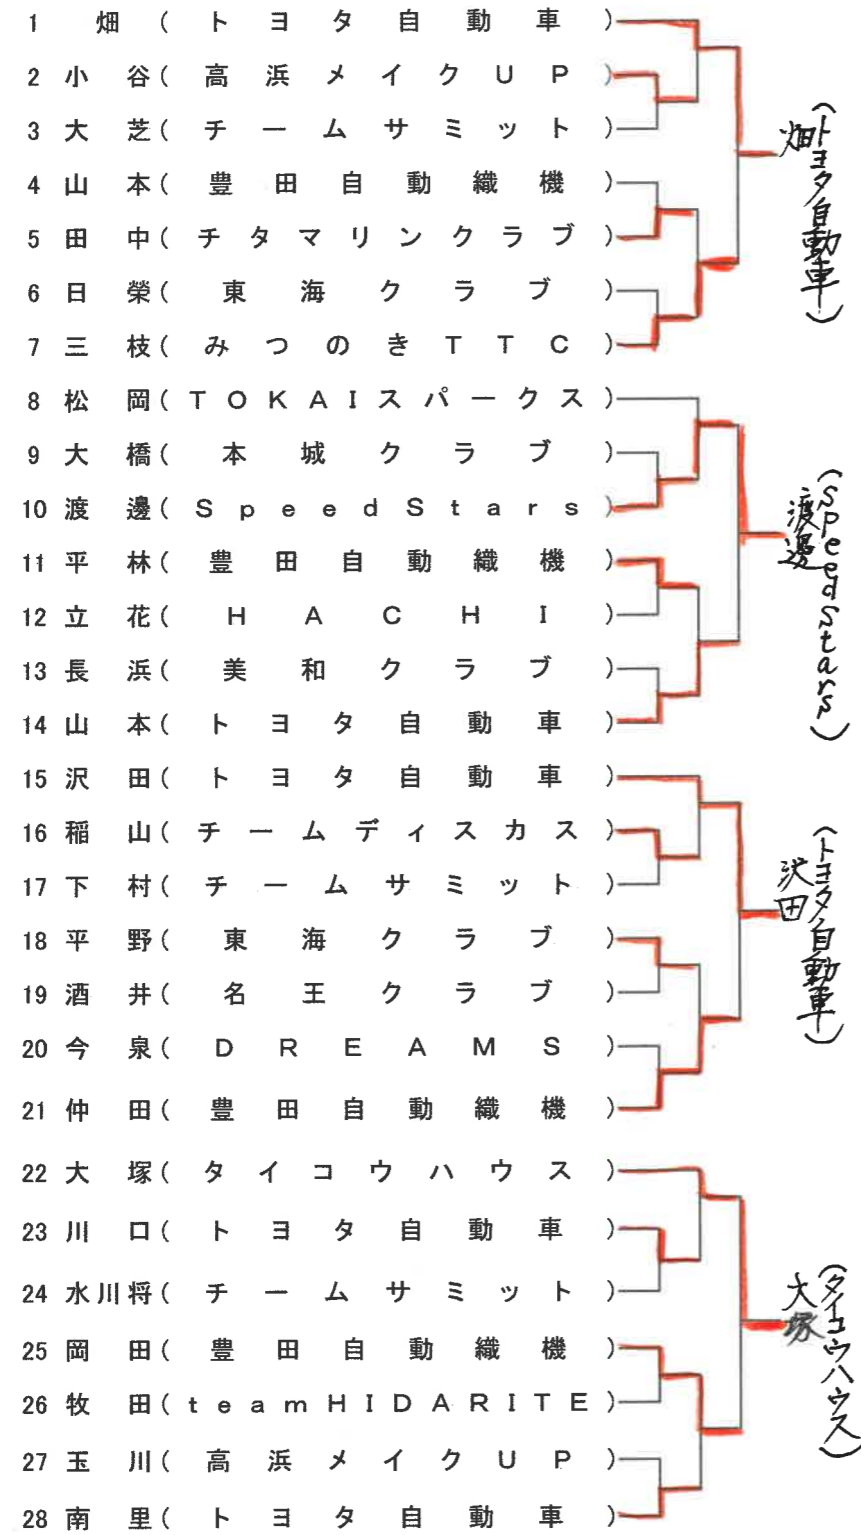 1 畑(トヨタ自動車)
2 小谷(高浜メイクUP)
3 大芝(チームサミット)
4 山本(豊田自動織機)
5 田中(チタマリンクラブ)
6 日榮(東海クラブ)
7 三枝(みつのきTTC)
8 松岡(TOKAIスパークス)
9 大橋(本城クラブ)
10 渡邊(SpeedStars)
11 平林(豊田自動織機)
12 立花(HACHI)
13 長浜(美和クラブ)
14 山本(トヨタ自動車)
15 沢田(トヨタ自動車)
16 稲山(チームディスカス)
17 下村(チームサミット)
18 平野(東海クラブ)
19 酒井(名王クラブ)
20 今泉(DREAMS)
21 仲田(豊田自動織機)
22 大塚(タイコウハウス)
23 川口(トヨタ自動車)
24 水川将(チームサミット)
25 岡田(豊田自動織機)
26 牧田(teamHIDARITE)
27 玉川(高浜メイクUP)
28 南里(トヨタ自動車)
畑
(トヨタ自動車)
渡邊
(SpeedStars)
沢田
(トヨタ自動車)
大塚
(タイコウハウス)